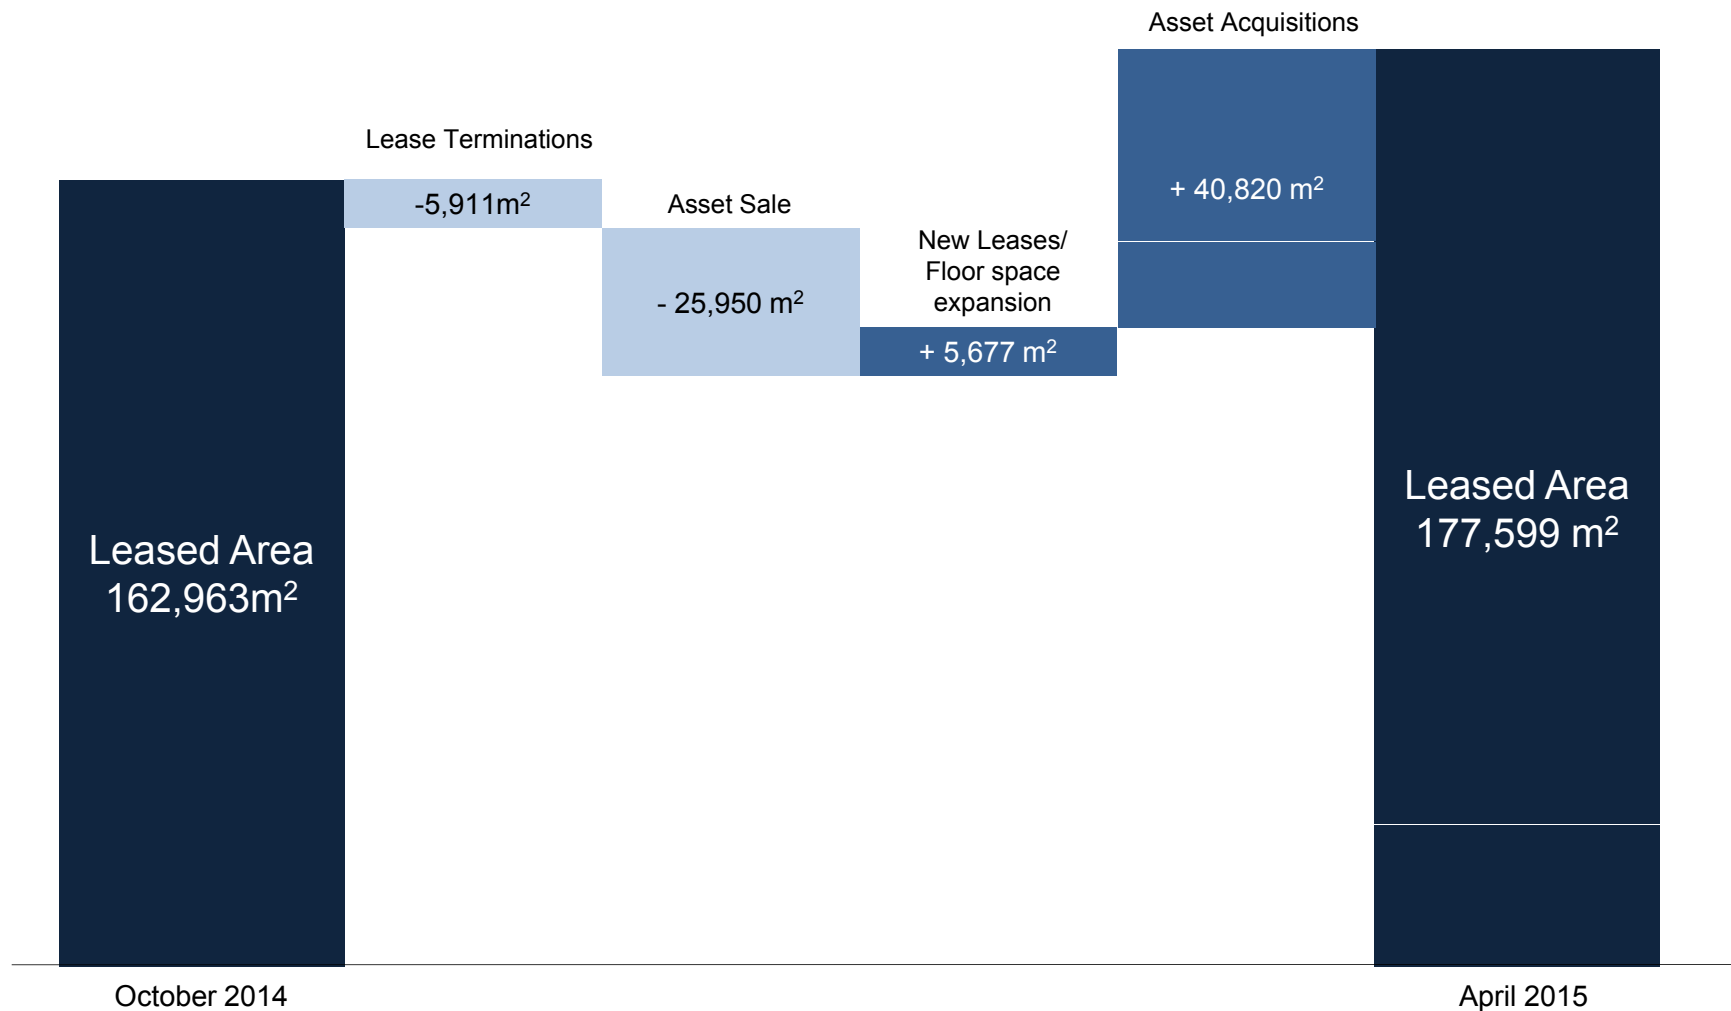 Asset Acquisitions
Lease Terminations
-5,911m²
Asset Sale
+ 40,820 m²
New Leases/
Floor space
expansion
- 25,950 m²
+ 5,677 m²
Leased Area
162,963m²
Leased Area
177,599 m²
October 2014
April 2015